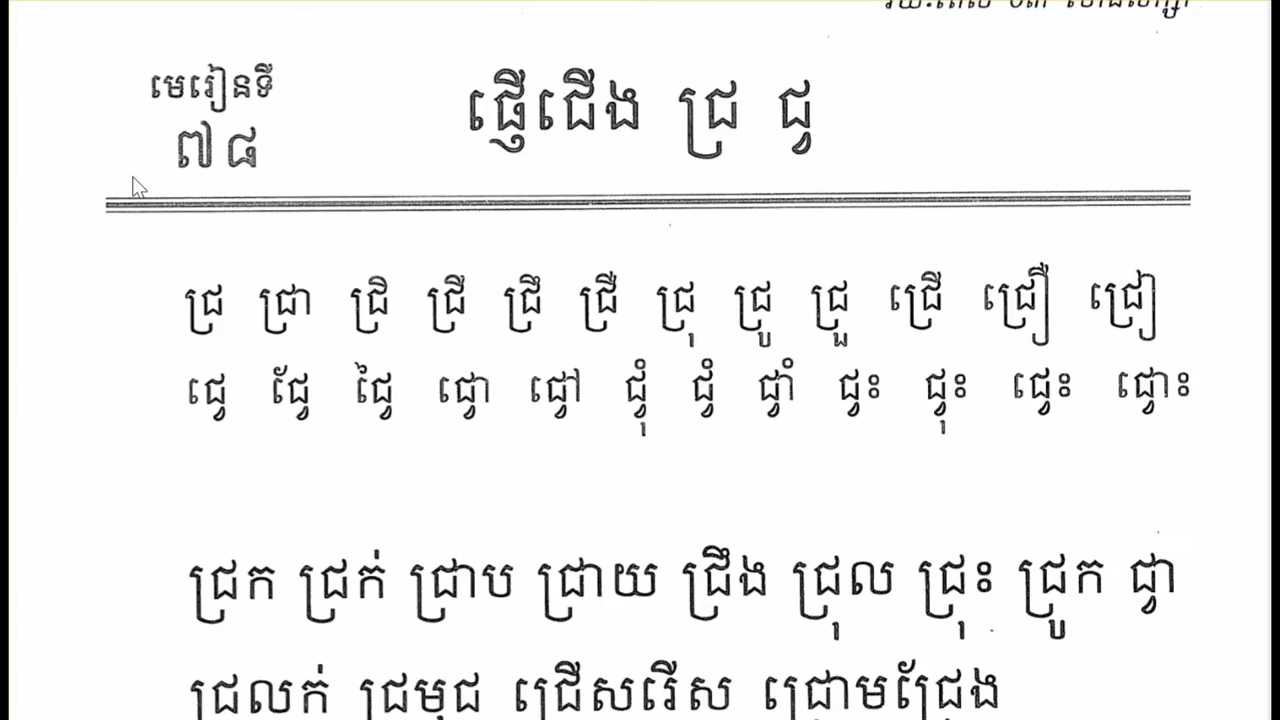 មេរៀនទី
៧៨
ផ្ញើជើង ជ្រ ជ្វ
ជ្រ ជ្រា ជ្រិ ជ្រី ជ្រឹ ជ្រឺ ជ្រុ ជ្រូ ជ្រួ ជ្រើ ជ្រឿ ជ្រៀ
ជ្វេ ជ្វែ ជ្វៃ ជ្វោ ជ្វៅ ជ្វុំ ជ្វំ ជ្វាំ ជ្វះ ជ្វុះ ជ្វេះ ជ្វោះ
ជ្រក ជ្រក់ ជ្រាប ជ្រាយ ជ្រឹង ជ្រុល ជ្រុះ ជ្រូក ជ្វា
ជ្រលក់ ជ្រមុជ ជ្រើសរើស ជ្រោមជ្រែង